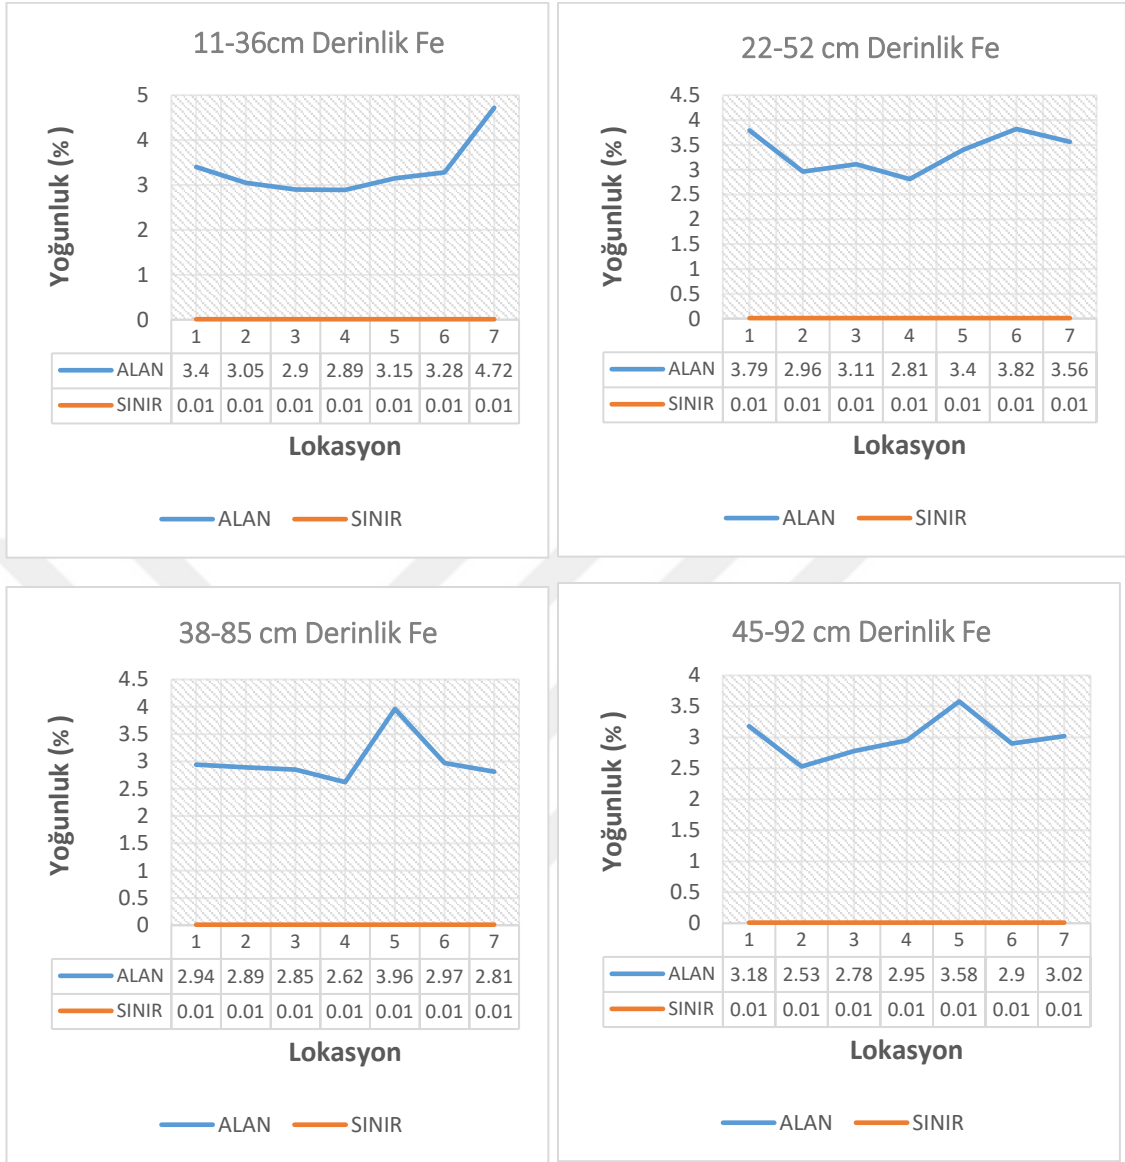 11-36cm Derinlik Fe
Yoğunluk (% )
5
4
3
2
1
0
1 2 3 4 5 6 7
ALAN 3.4 3.05 2.9 2.89 3.15 3.28 4.72
SINIR 0.01 0.01 0.01 0.01 0.01 0.01 0.01
Lokasyon
ALAN SINIR
22-52 cm Derinlik Fe
Yoğunluk (% )
4.5
4
3.5
3
2.5
2
1.5
1
0.5
0
1 2 3 4 5 6 7
ALAN 3.79 2.96 3.11 2.81 3.4 3.82 3.56
SINIR 0.01 0.01 0.01 0.01 0.01 0.01 0.01
Lokasyon
ALAN SINIR
38-85 cm Derinlik Fe
Yoğunluk (% )
4.5
4
3.5
3
2.5
2
1.5
1
0.5
0
1 2 3 4 5 6 7
ALAN 2.94 2.89 2.85 2.62 3.96 2.97 2.81
SINIR 0.01 0.01 0.01 0.01 0.01 0.01 0.01
Lokasyon
ALAN SINIR
45-92 cm Derinlik Fe
Yoğunluk (% )
4
3.5
3
2.5
2
1.5
1
0.5
0
1 2 3 4 5 6 7
ALAN 3.18 2.53 2.78 2.95 3.58 2.9 3.02
SINIR 0.01 0.01 0.01 0.01 0.01 0.01 0.01
Lokasyon
ALAN SINIR